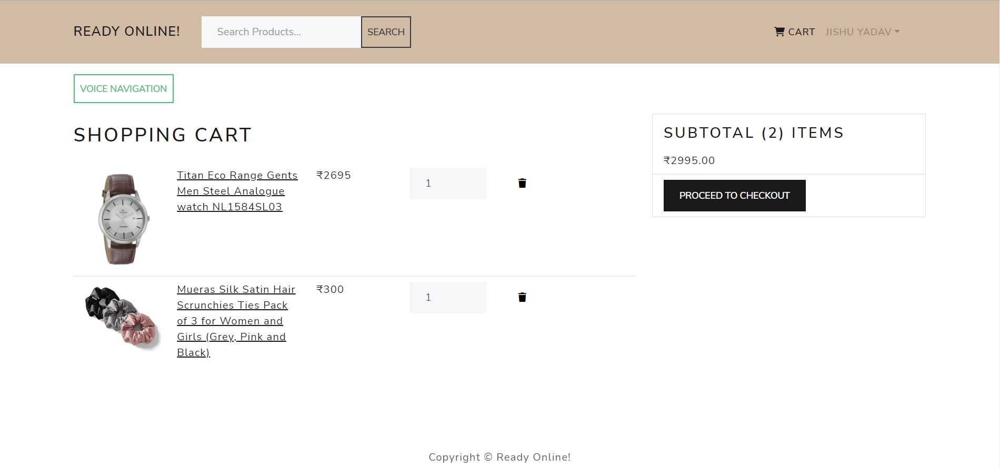 READY ONLINE!
Search Products...
SEARCH
CART
JISHU YADAV
VOICE NAVIGATION
SHOPPING CART
Titan Eco Range Gents
Men Steel Analogue
watch NL1584SL03
₹2695
1
Mueras Silk Satin Hair
Scrunchies Ties Pack
of 3 for Women and
Girls (Grey, Pink and
Black)
₹300
1
SUBTOTAL (2) ITEMS
₹2995.00
PROCEED TO CHECKOUT
Copyright © Ready Online!